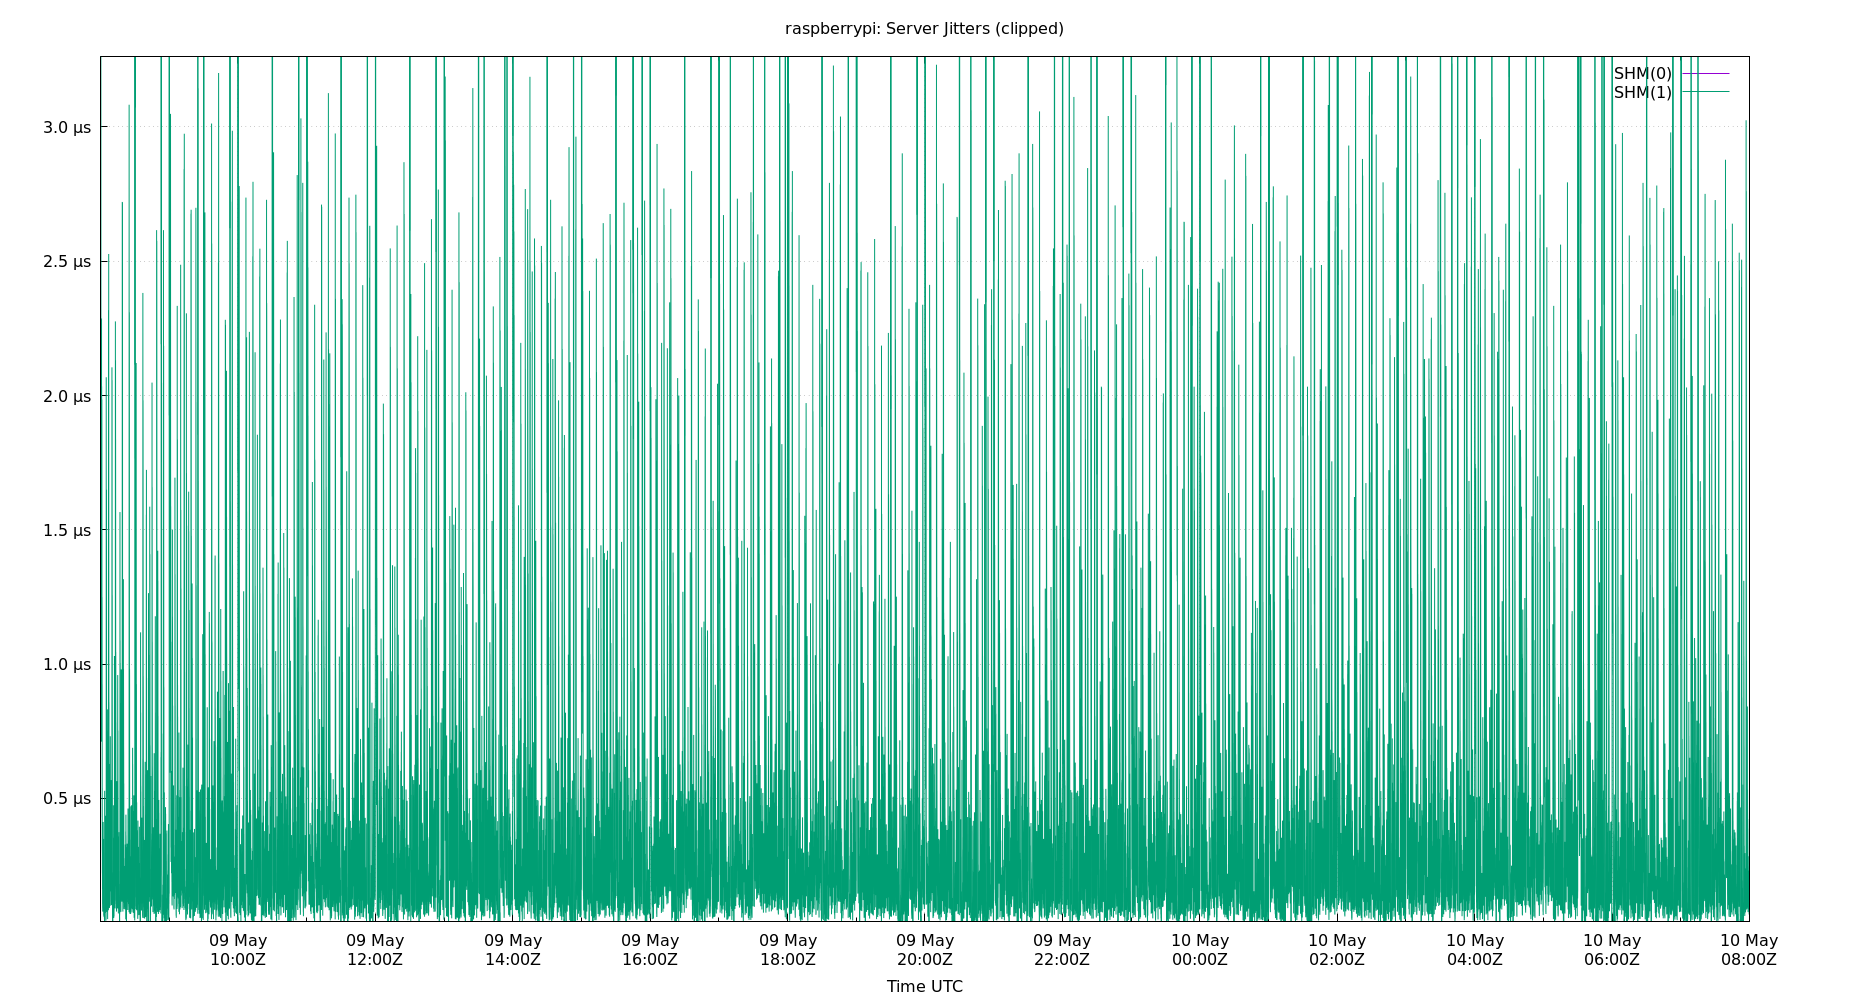 raspberrypi: Server Jitters (clipped)
SHM(0)
SHM(1)
3.0 µs
2.5 µs
2.0 µs
1.5 µs
1.0 µs
0.5 µs
09 May 09 May 09 May 09 May 09 May 09 May 09 May 10 May 10 May 10 May 10 May 10 May
10:00Z 12:00Z 14:00Z 16:00Z 18:00Z 20:00Z 22:00Z 00:00Z 02:00Z 04:00Z 06:00Z 08:00Z
Time UTC